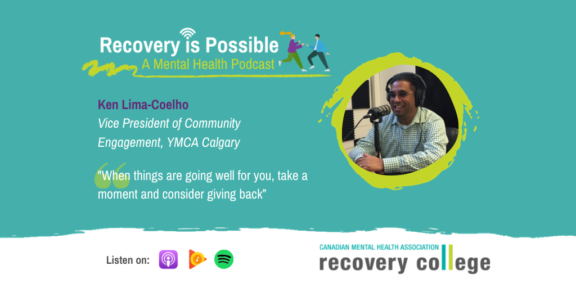 Recovery is Possible
A Mental Health Podcast
Ken Lima-Coelho
Vice President of Community
Engagement, YMCA Calgary
"When things are going well for you, take a
moment and consider giving back"
Listen on:
CANADIAN MENTAL HEALTH ASSOCIATION
recovery college